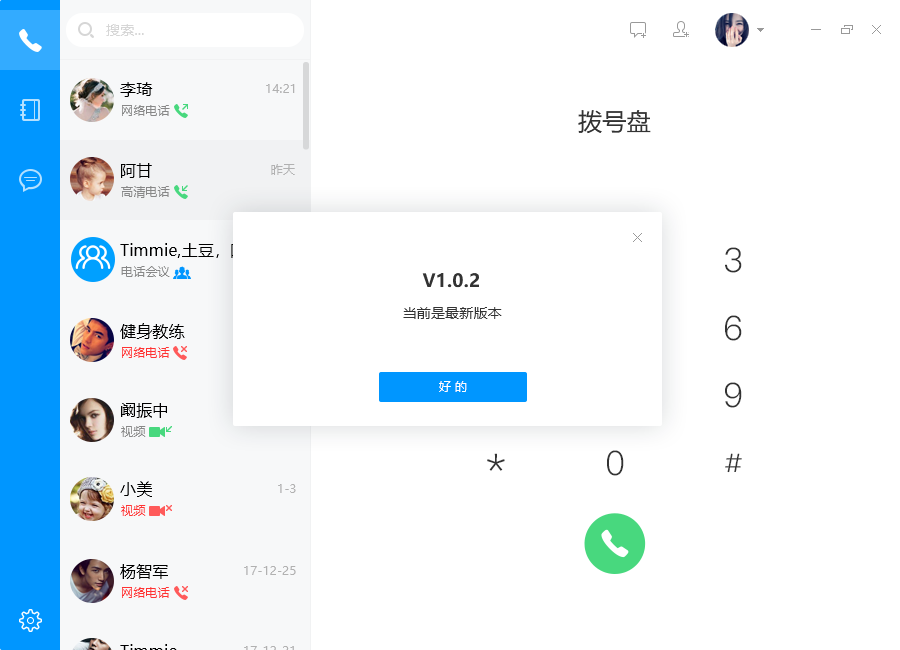 搜索...
李琦
14:21
网络电话
阿甘
昨天
高清电话
Timmie,土豆,
电话会议
健身教练
网络电话
阚振中
视频
小美
1-3
视频
杨智军
17-12-25
网络电话
Timmie
17-12-21
拨号盘
3
6
9
* 0 #
V1.0.2
当前是最新版本
好的